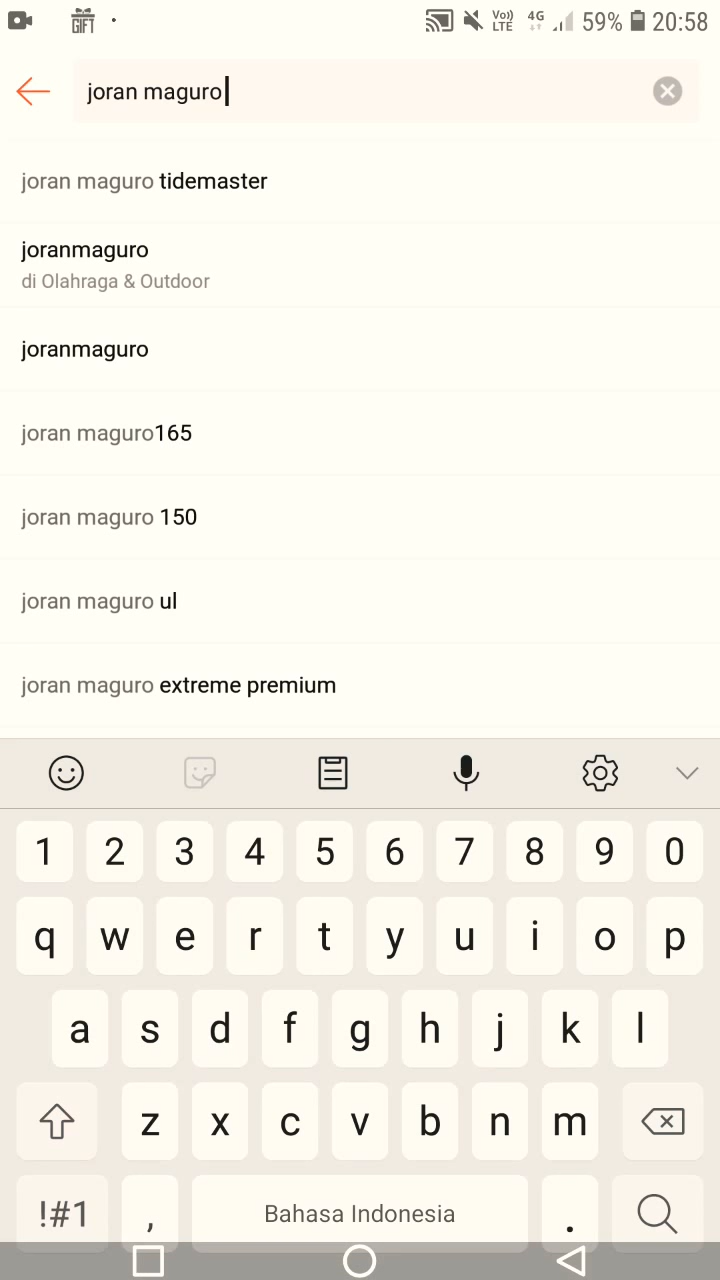 GIFT
Vo)) LTE 4G 59% 20:58
joran maguro
joran maguro tidemaster
joranmaguro
di Olahraga & Outdoor
joranmaguro
joran maguro165
joran maguro 150
joran maguro ul
joran maguro extreme premium
1 2 3 4 5 6 7 8 9 0
q w e r t y u i o p
a s d f g h j k l
z x c v b n m
!#1 , Bahasa Indonesia .